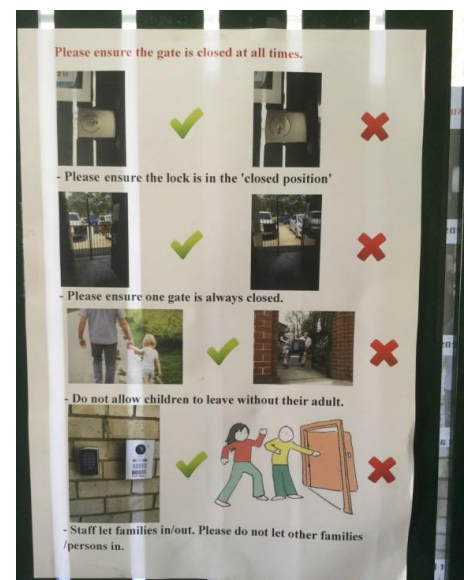 Please ensure the gate is closed at all times.
- Please ensure the lock is in the 'closed position'
- Please ensure one gate is always closed.
- Do not allow children to leave without their adult.
- Staff let families in/out. Please do not let other families
/persons in.